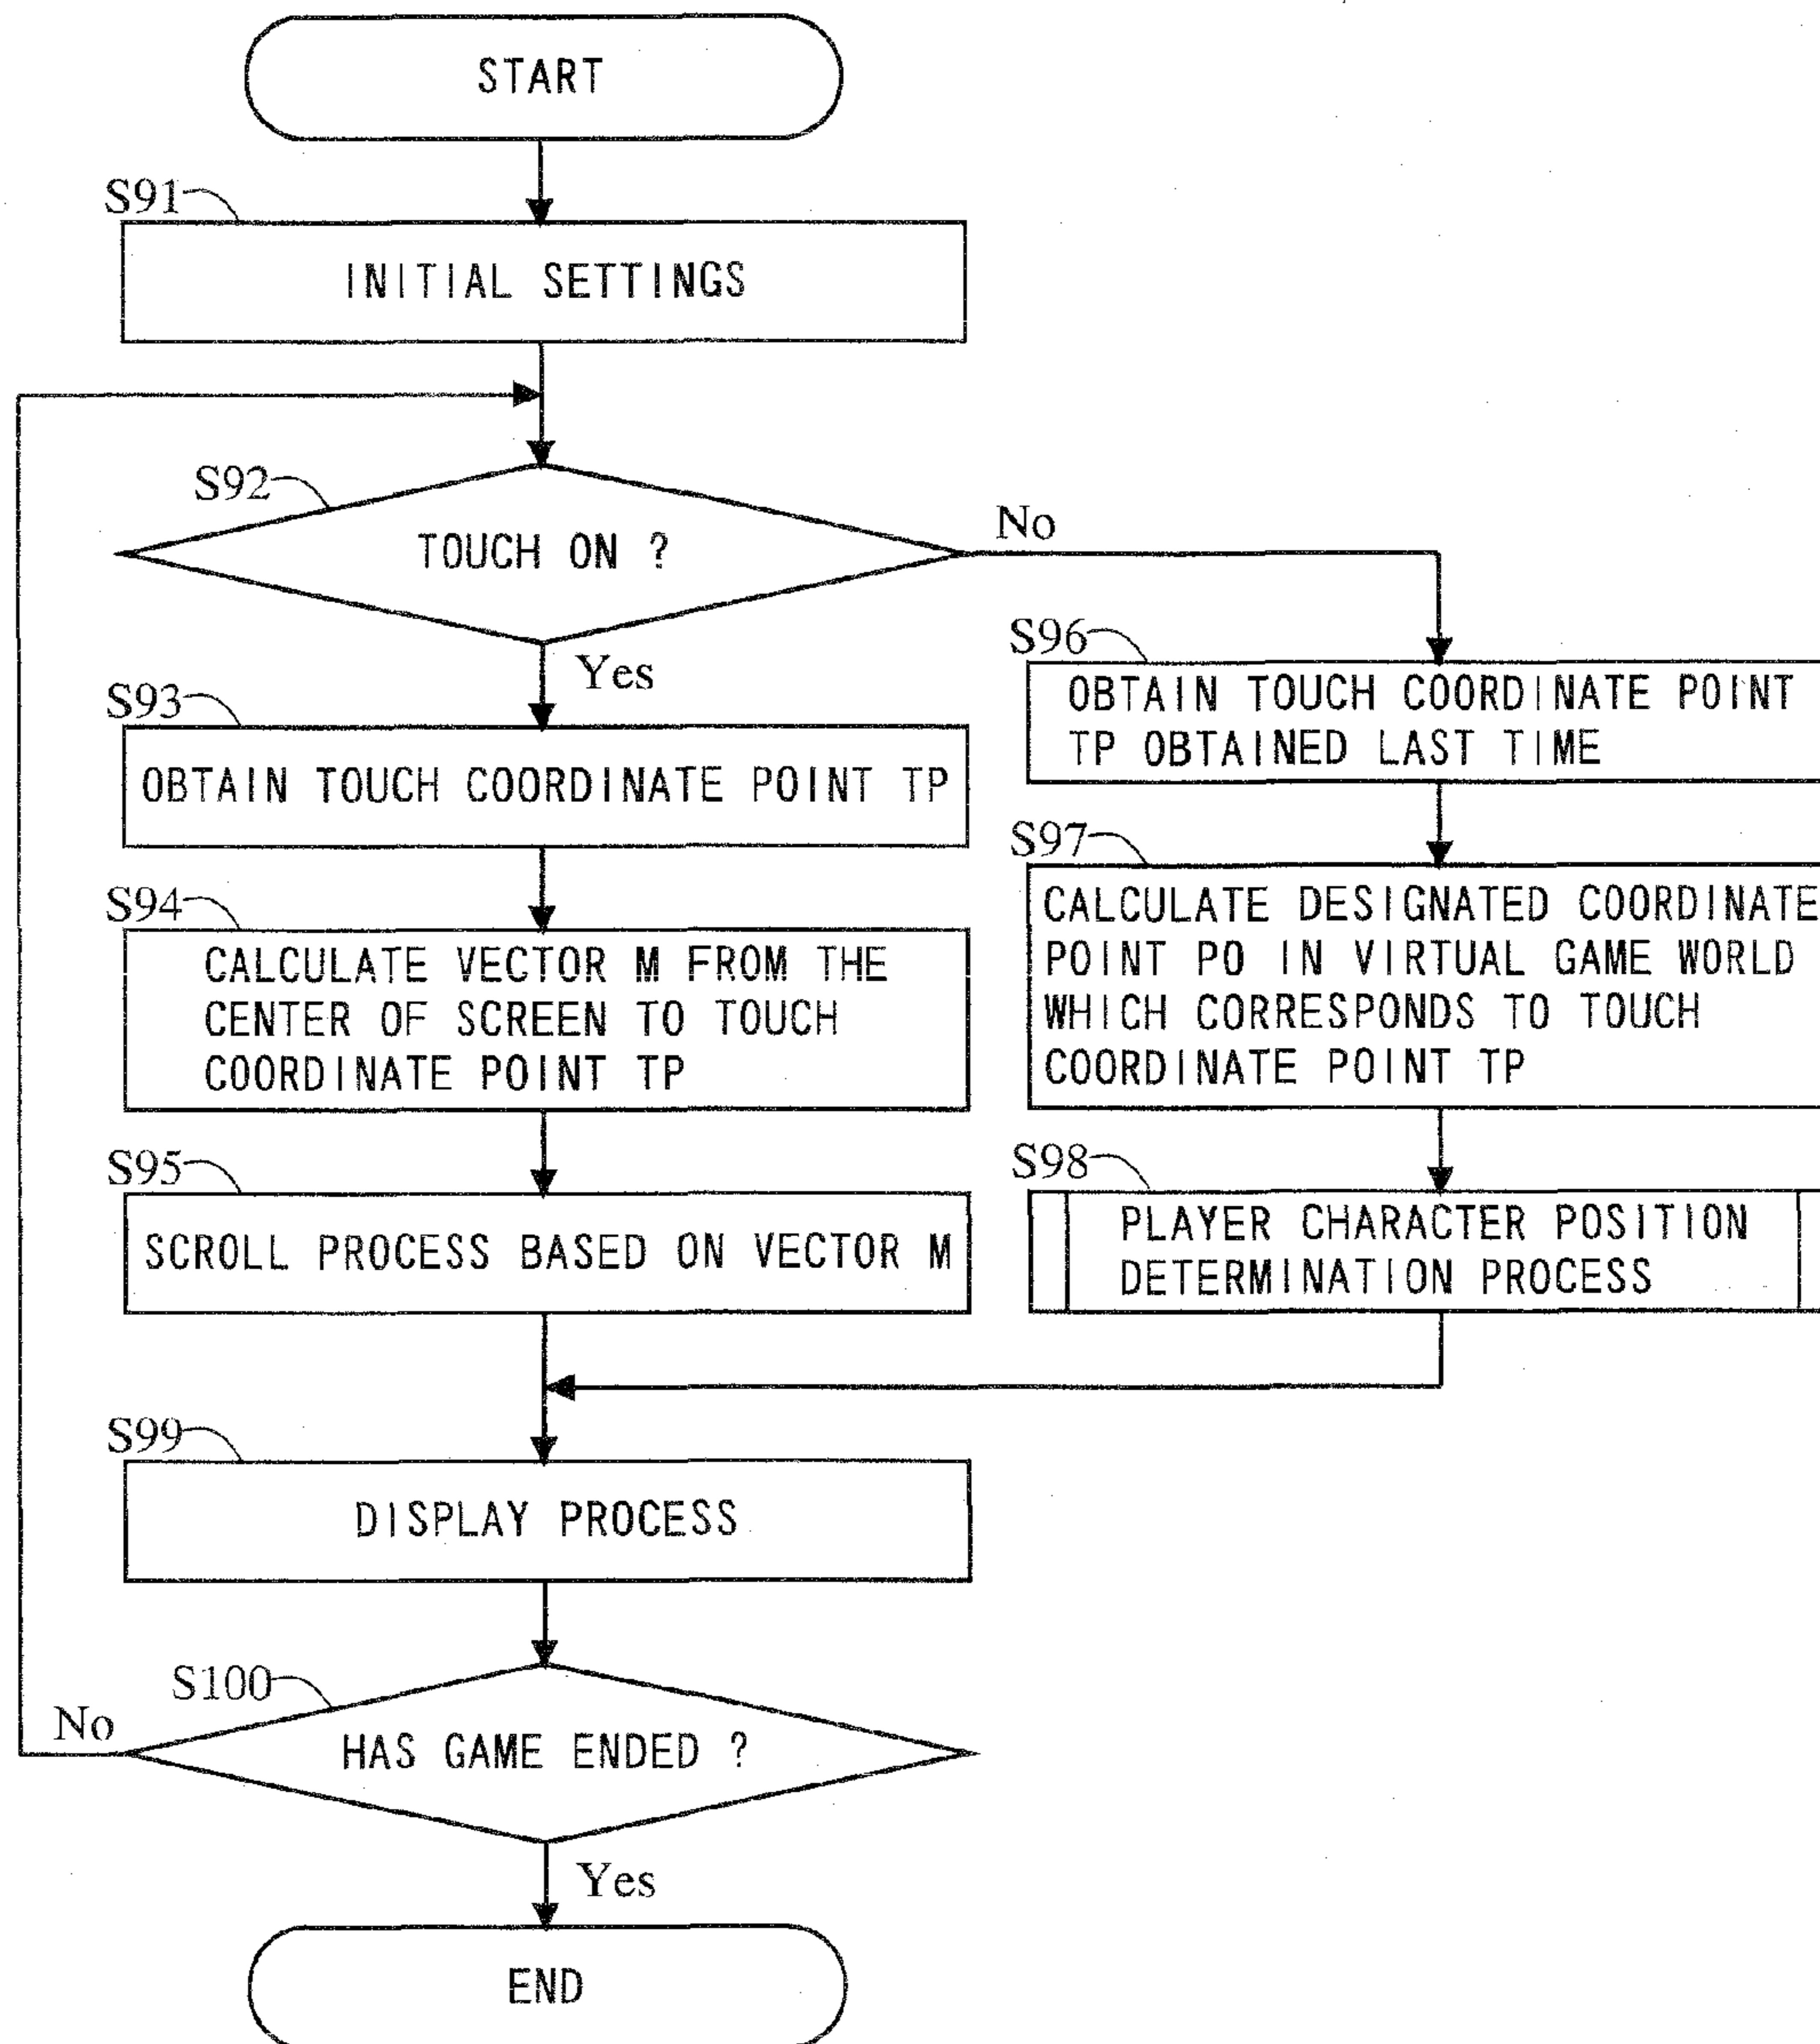 START
S91
INITIAL SETTINGS
S92
TOUCH ON ?
No
Yes
S93
OBTAIN TOUCH COORDINATE POINT TP
S94
CALCULATE VECTOR M FROM THE
CENTER OF SCREEN TO TOUCH
COORDINATE POINT TP
S95
SCROLL PROCESS BASED ON VECTOR M
S96
OBTAIN TOUCH COORDINATE POINT
TP OBTAINED LAST TIME
S97
CALCULATE DESIGNATED COORDINATE
POINT PO IN VIRTUAL GAME WORLD
WHICH CORRESPONDS TO TOUCH
COORDINATE POINT TP
S98
PLAYER CHARACTER POSITION
DETERMINATION PROCESS
S99
DISPLAY PROCESS
S100
HAS GAME ENDED ?
No
Yes
END